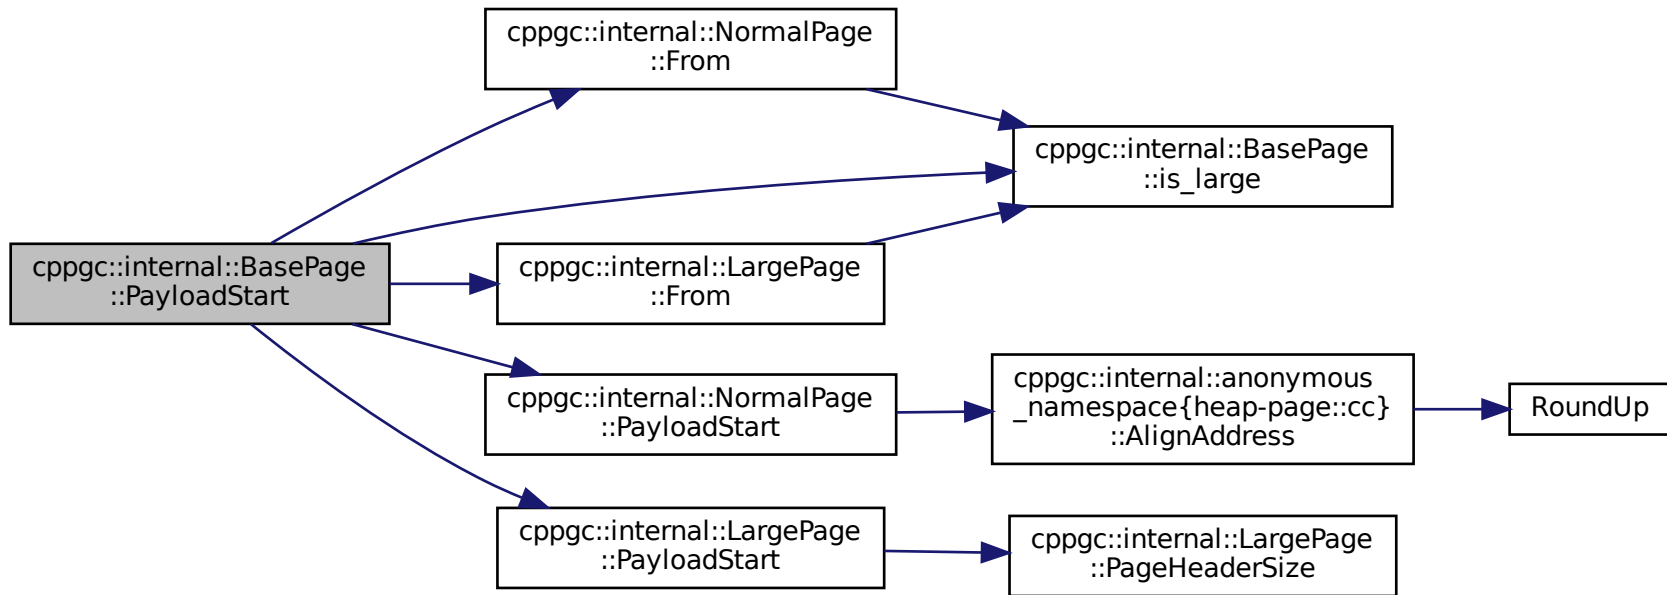 cppgc::internal::NormalPage
::From
cppgc::internal::BasePage
::is_large
cppgc::internal::BasePage
::PayloadStart
cppgc::internal::LargePage
::From
cppgc::internal::NormalPage
::PayloadStart
cppgc::internal::anonymous
_namespace{heap-page::cc}
::AlignAddress
RoundUp
cppgc::internal::LargePage
::PayloadStart
cppgc::internal::LargePage
::PageHeaderSize